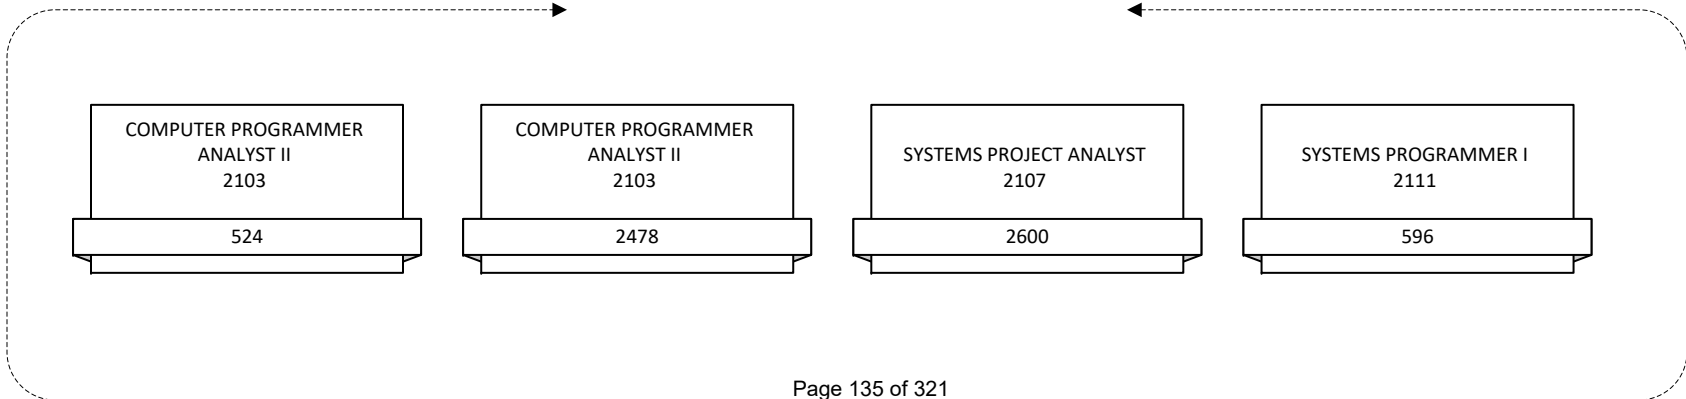 COMPUTER PROGRAMMER
ANALYST II
2103
524
COMPUTER PROGRAMMER
ANALYST II
2103
2478
SYSTEMS PROJECT ANALYST
2107
2600
SYSTEMS PROGRAMMER I
2111
596
Page 135 of 321